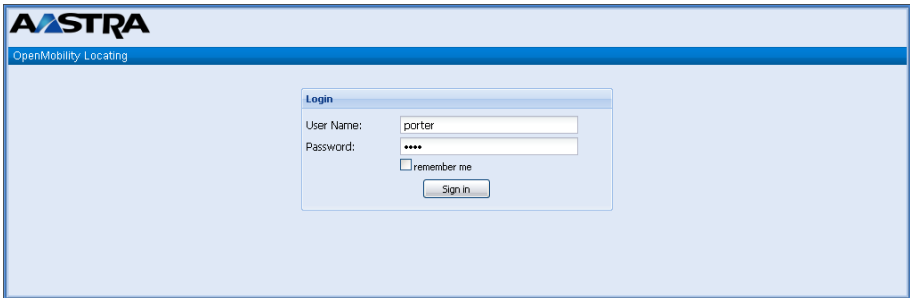 AASTRA
OpenMobility Locating
Login
User Name: porter
Password: ••••
remember me
Sign in